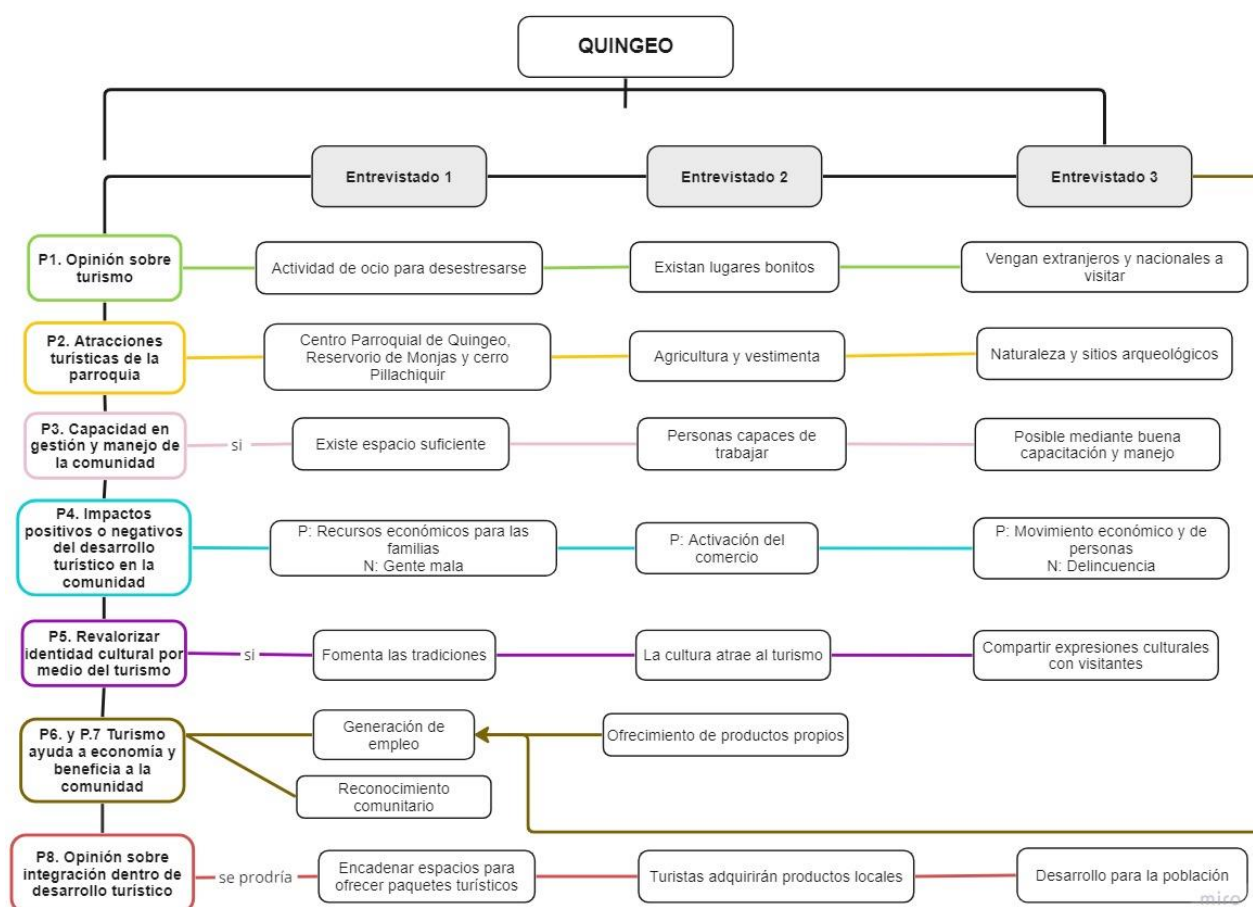 QUINGEO
Entrevistado 1
Entrevistado 2
Entrevistado 3
P1. Opinión sobre
turismo
Actividad de ocio para desestresarse
Existan lugares bonitos
Vengan extranjeros y nacionales a
visitar
P2. Atracciones
turísticas de la
parroquia
Centro Parroquial de Quingeo,
Reservorio de Monjas y cerro
Pillachiquir
Agricultura y vestimenta
Naturaleza y sitios arqueológicos
P3. Capacidad en
gestión y manejo de
la comunidad
si
Existe espacio suficiente
Personas capaces de
trabajar
Posible mediante buena
capacitación y manejo
P4. Impactos
positivos o negativos
del desarrollo
turístico en la
comunidad
P: Recursos económicos para las
familias
N: Gente mala
P: Activación del
comercio
P: Movimiento económico y de
personas
N: Delincuencia
P5. Revalorizar
identidad cultural por
medio del turismo
si
Fomenta las tradiciones
La cultura atrae al turismo
Compartir expresiones culturales
con visitantes
P6. y P.7 Turismo
ayuda a economía y
beneficia a la
comunidad
Generación de
empleo
Ofrecimiento de productos propios
Reconocimiento
comunitario
P8. Opinión sobre
integración dentro de
desarrollo turístico
se prodría
Encadenar espacios para
ofrecer paquetes turísticos
Turistas adquirirán productos locales
Desarrollo para la población
miro